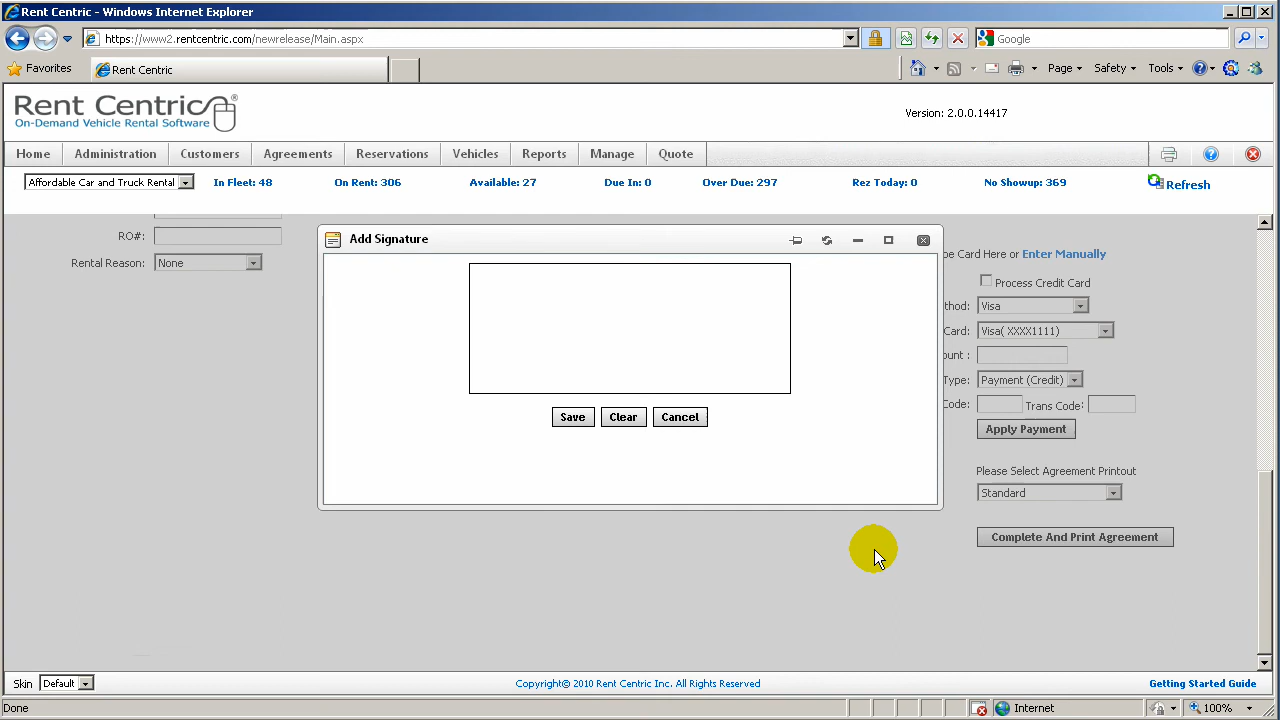 Rent Centric - Windows Internet Explorer
https://www2.rentcentric.com/newrelease/Main.aspx
Google
Favorites
Rent Centric
Page
Safety
Tools
Rent Centric
On-Demand Vehicle Rental Software
Version: 2.0.0.14417
Home
Administration
Customers
Agreements
Reservations
Vehicles
Reports
Manage
Quote
Affordable Car and Truck Rental
In Fleet: 48
On Rent: 306
Available: 27
Due In: 0
Over Due: 297
Rez Today: 0
No Showup: 369
Refresh
RO#:
Rental Reason:
None
Add Signature
Save
Clear
Cancel
Card Here or Enter Manually
Process Credit Card
thod:
Visa
Card:
Visa( XXXX1111)
ount :
Type:
Payment (Credit)
Code:
Trans Code:
Apply Payment
Please Select Agreement Printout
Standard
Complete And Print Agreement
Skin
Default
Copyright© 2010 Rent Centric Inc. All Rights Reserved
Getting Started Guide
Done
Internet
100%